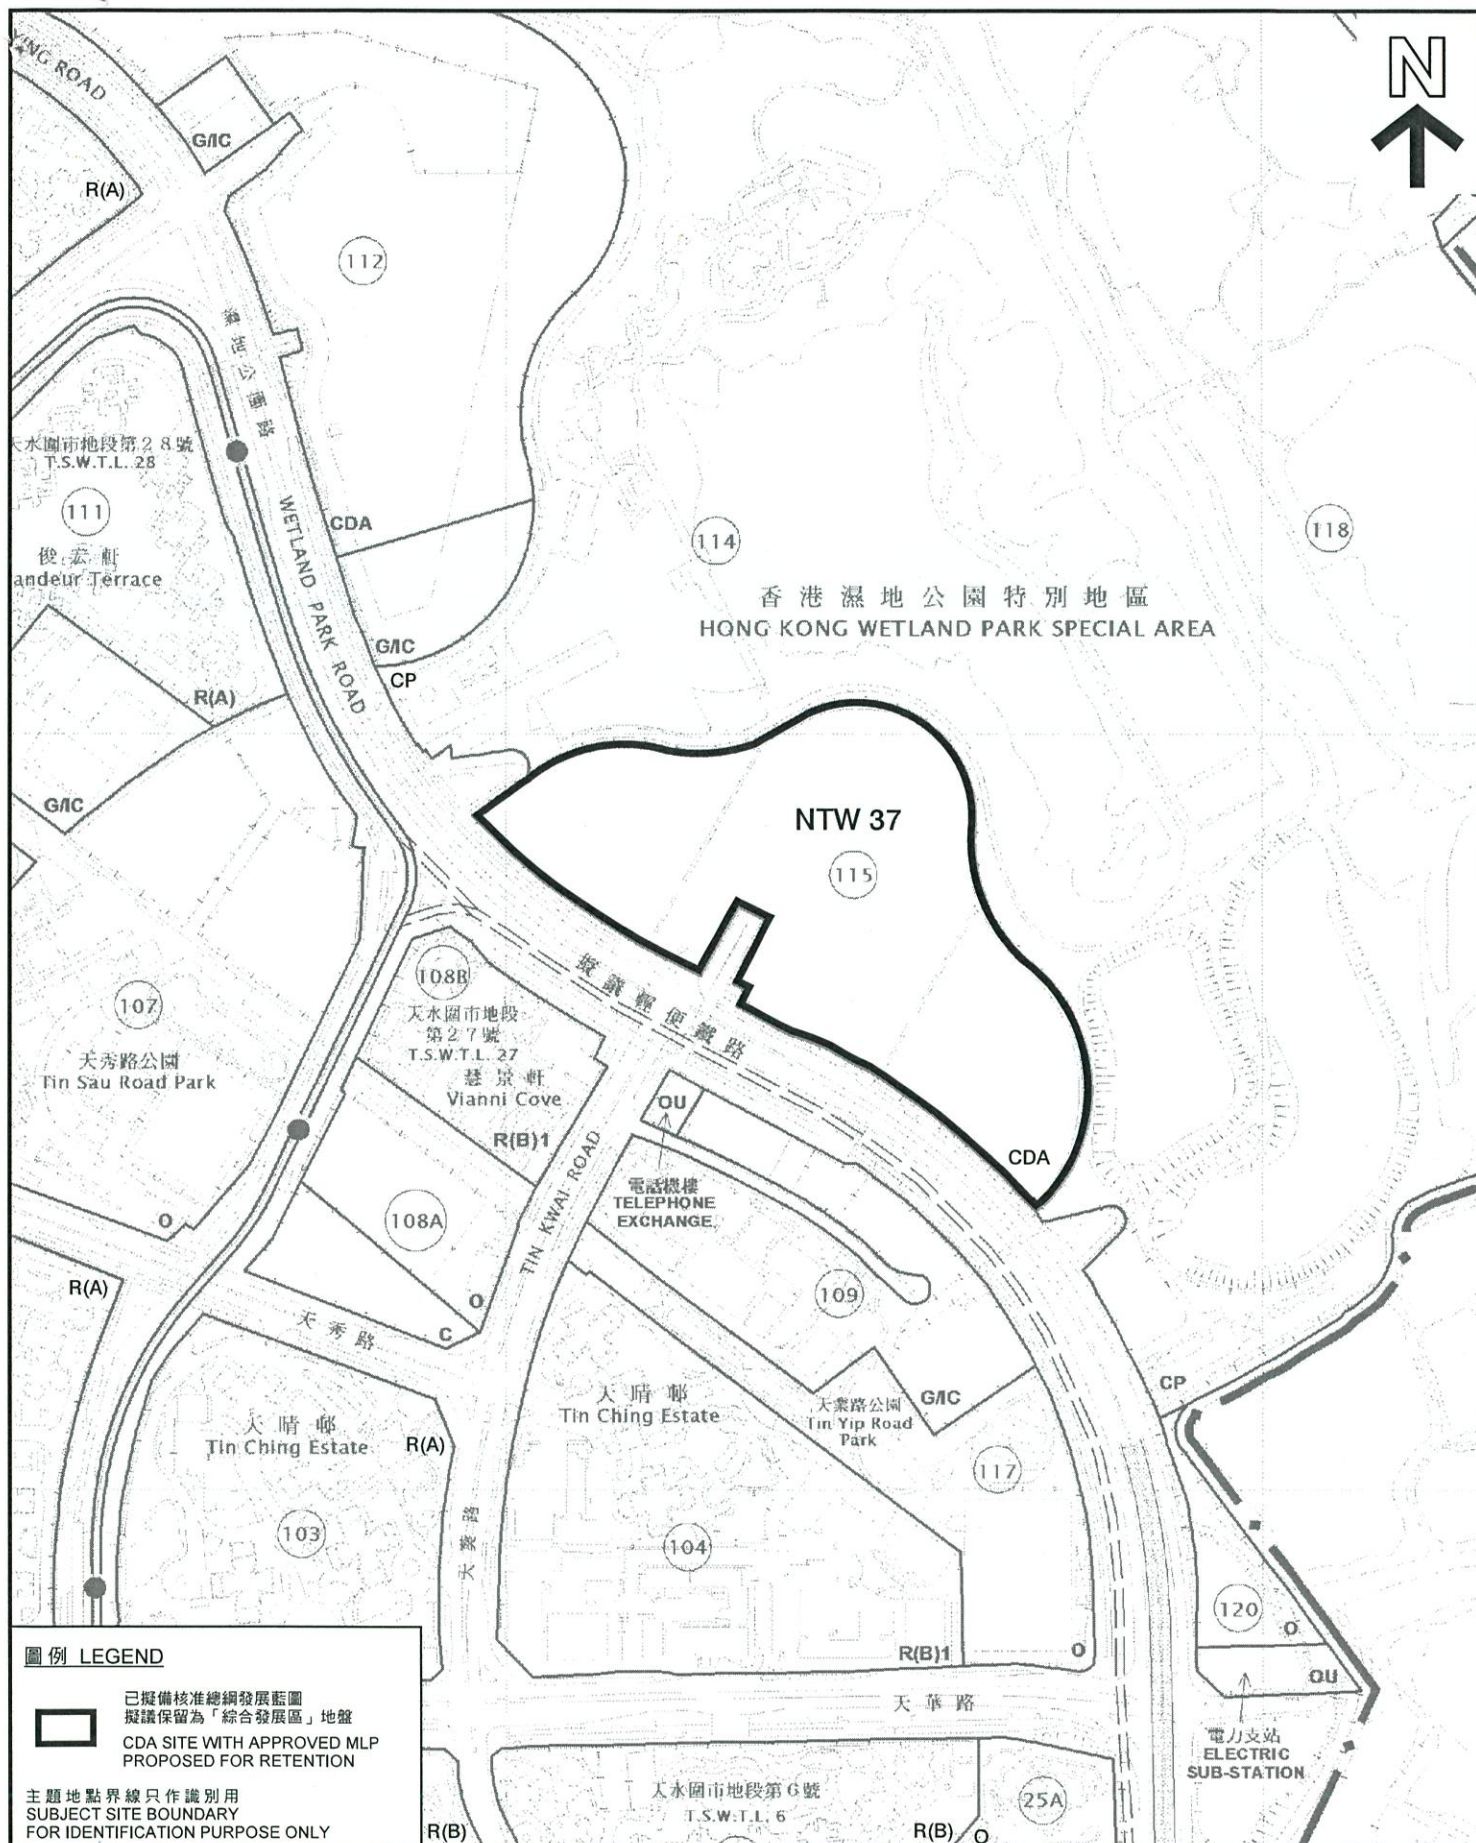 N
YING ROAD
G/IC
R(A)
112
濕地公園路
天水圍市地段第28號
T.S.W.T.L. 28
111
俊宏軒
andeur Terrace
WETLAND PARK ROAD
CDA
114
118
香港濕地公園特別地區
HONG KONG WETLAND PARK SPECIAL AREA
G/IC
CP
R(A)
G/IC
NTW 37
115
108B
天水圍市地段
第27號
T.S.W.T.L. 27
慧景軒
Vianni Cove
R(B)1
擬議輕便鐵路
107
天秀路公園
Tin Sau Road Park
OU
電話機樓
TELEPHONE
EXCHANGE
TIN KWAI ROAD
CDA
108A
O
R(A)
O
C
天秀路
109
CP
天晴邨
Tin Ching Estate
R(A)
天晴邨
Tin Ching Estate
天業路公園
Tin Yip Road
Park
G/IC
117
103
天葵路
104
120
O
R(B)1
O
OU
天華路
電力支站
ELECTRIC
SUB-STATION
天水圍市地段第6號
T.S.W.T.L. 6
25A
R(B)
R(B)
O
圖例 LEGEND
已擬備核准總綱發展藍圖
擬議保留為「綜合發展區」地盤
CDA SITE WITH APPROVED MLP
PROPOSED FOR RETENTION
主題地點界線只作識別用
SUBJECT SITE BOUNDARY
FOR IDENTIFICATION PURPOSE ONLY